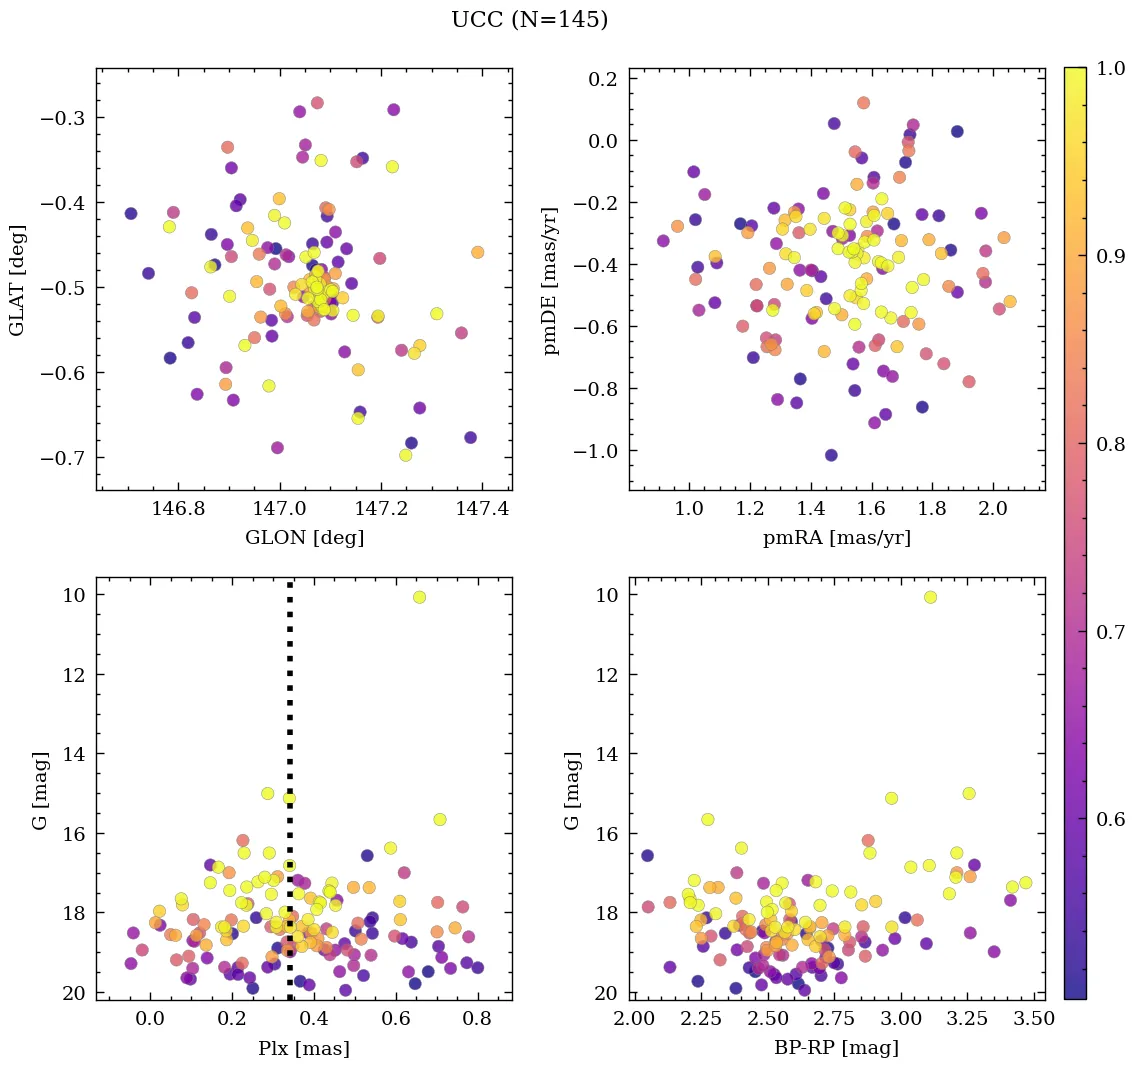 UCC (N=145)
−0.3
−0.4
−0.5
−0.6
−0.7
GLAT [deg]
146.8 147.0 147.2 147.4
GLON [deg]
0.2
0.0
−0.2
−0.4
−0.6
−0.8
−1.0
pmDE [mas/yr]
1.0 1.2 1.4 1.6 1.8 2.0
pmRA [mas/yr]
1.0
0.9
0.8
0.7
0.6
10
12
14
16
18
20
G [mag]
0.0 0.2 0.4 0.6 0.8
Plx [mas]
10
12
14
16
18
20
G [mag]
2.00 2.25 2.50 2.75 3.00 3.25 3.50
BP-RP [mag]